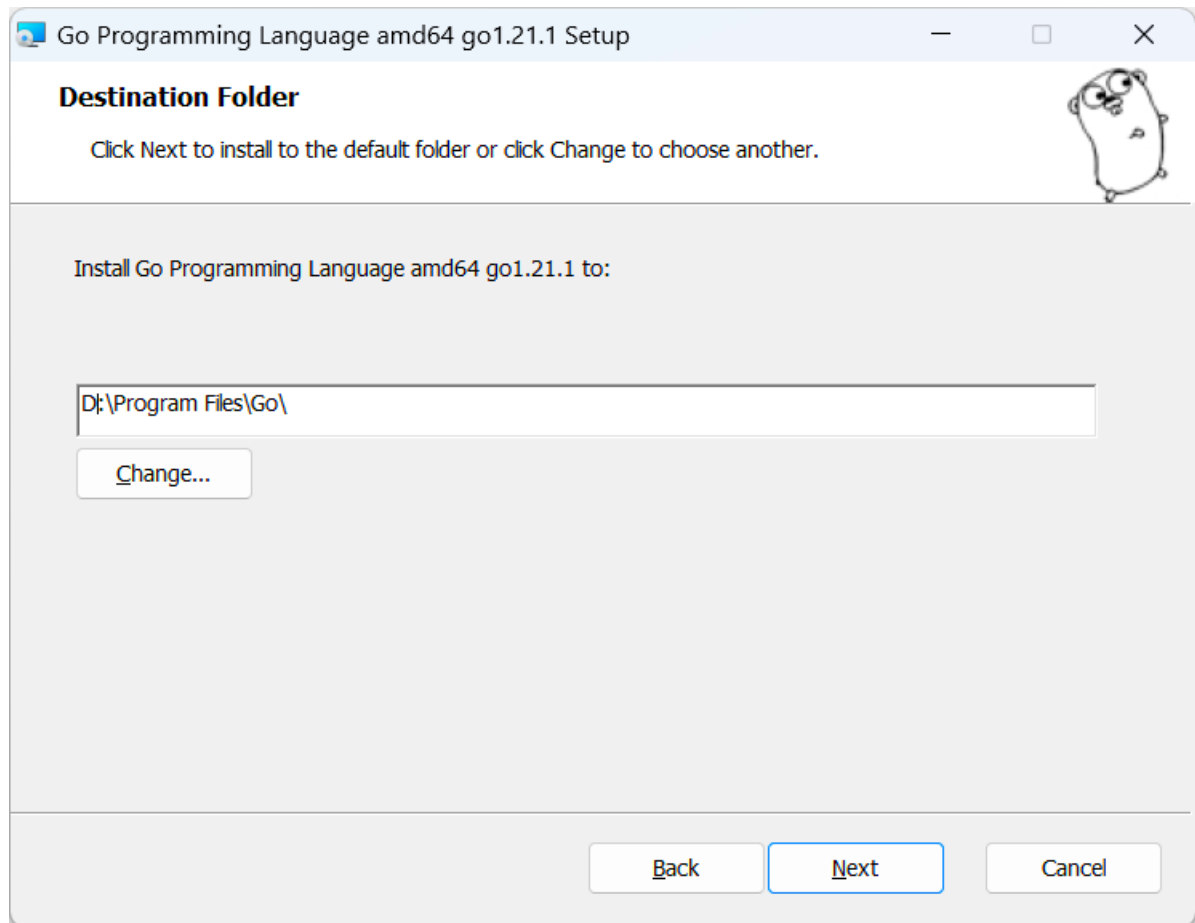 Go Programming Language amd64 go1.21.1 Setup
Destination Folder
Click Next to install to the default folder or click Change to choose another.
Install Go Programming Language amd64 go1.21.1 to:
D:\Program Files\Go\
Change...
Back
Next
Cancel